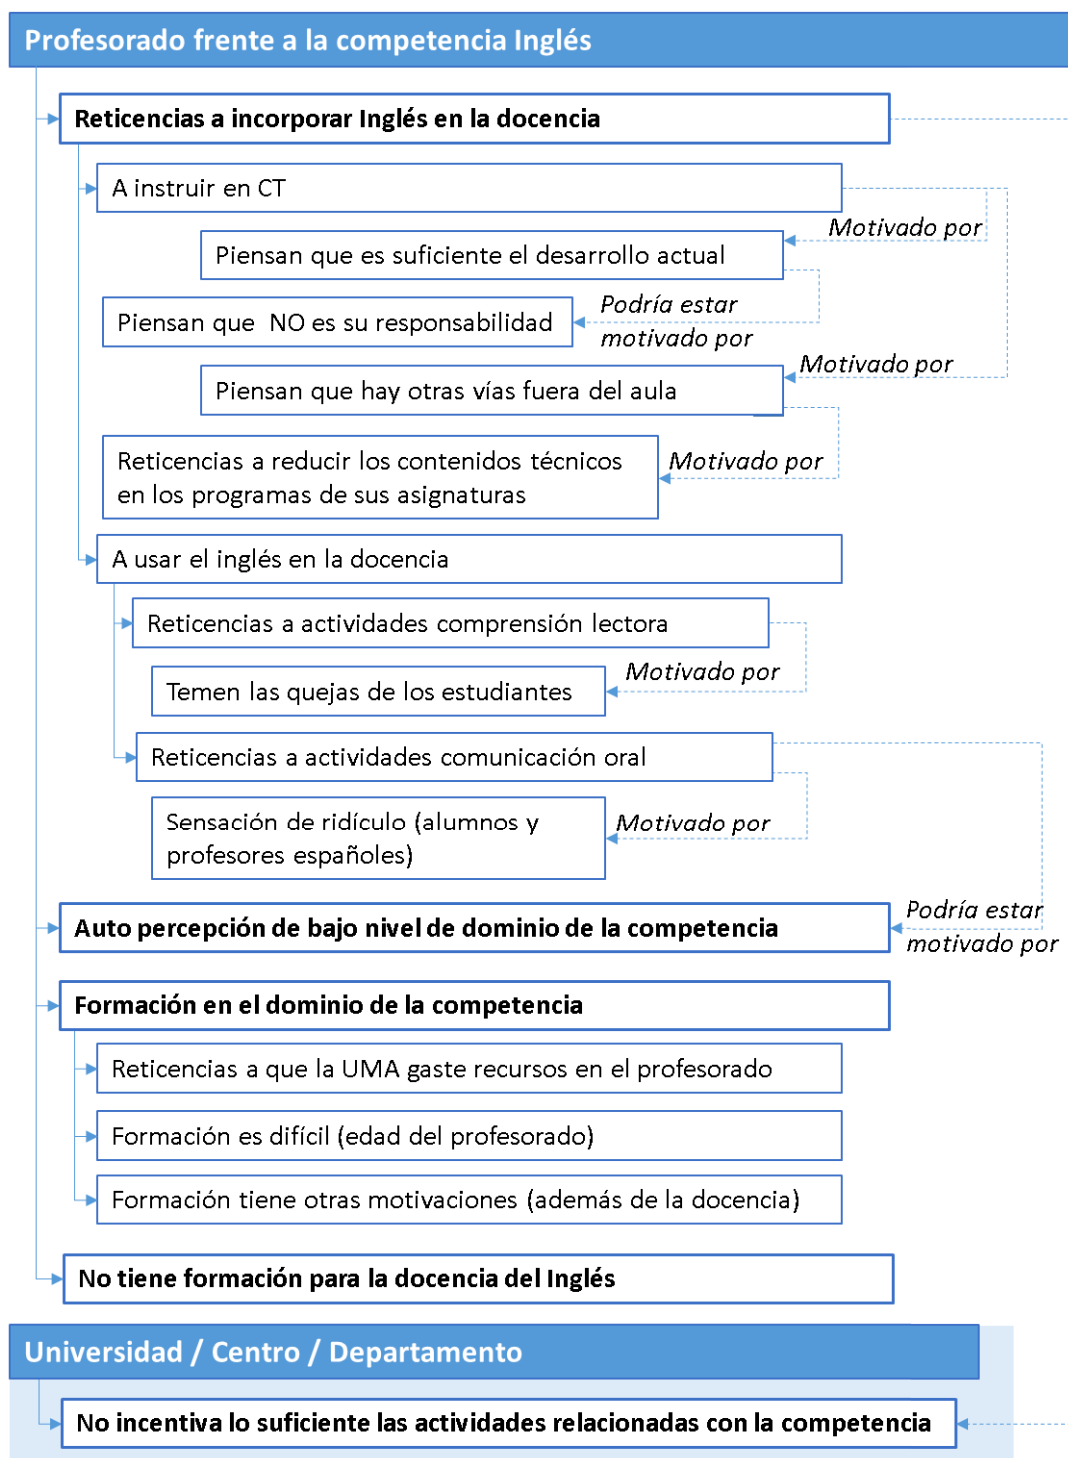 Profesorado frente a la competencia Inglés
Reticencias a incorporar Inglés en la docencia
A instruir en CT
Motivado por
Piensan que es suficiente el desarrollo actual
Podría estar
Piensan que NO es su responsabilidad
motivado por
Motivado por
Piensan que hay otras vías fuera del aula
Reticencias a reducir los contenidos técnicos
en los programas de sus asignaturas
Motivado por
A usar el inglés en la docencia
Reticencias a actividades comprensión lectora
Motivado por
Temen las quejas de los estudiantes
Reticencias a actividades comunicación oral
Sensación de ridículo (alumnos y
profesores españoles)
Motivado por
Auto percepción de bajo nivel de dominio de la competencia
Podría estar
motivado por
Formación en el dominio de la competencia
Reticencias a que la UMA gaste recursos en el profesorado
Formación es difícil (edad del profesorado)
Formación tiene otras motivaciones (además de la docencia)
No tiene formación para la docencia del Inglés
Universidad / Centro / Departamento
No incentiva lo suficiente las actividades relacionadas con la competencia